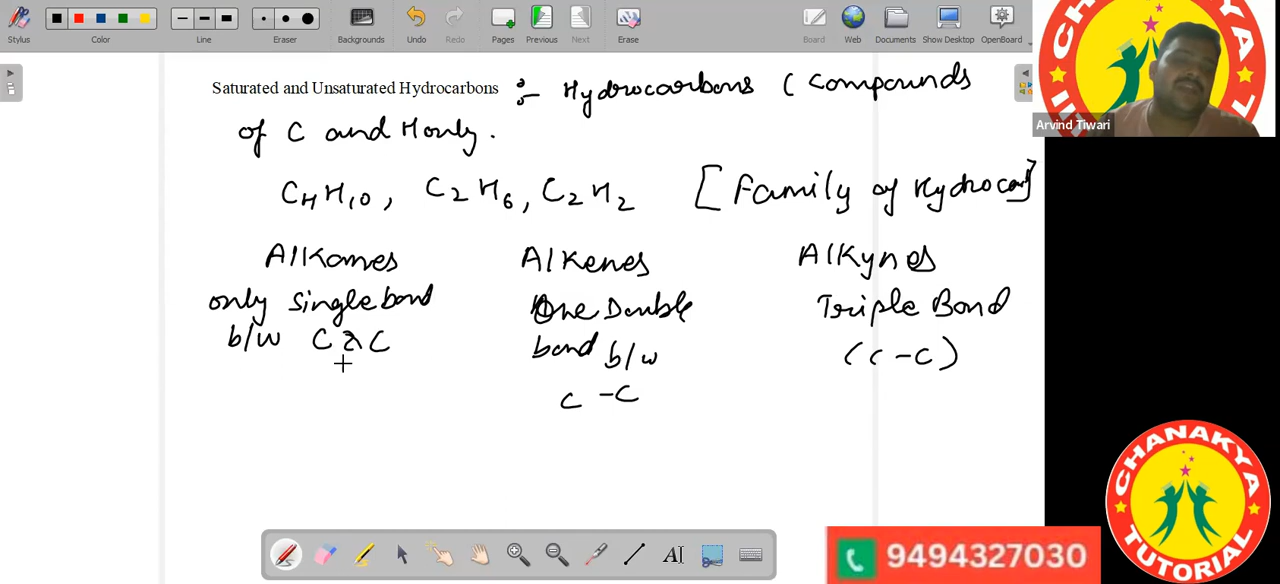 Stylus Color Line Eraser Backgrounds Undo Redo Pages Previous Next Erase Board Web Documents Show Desktop OpenBoard
Saturated and Unsaturated Hydrocarbons :- Hydrocarbons (Compounds
of C and H only.
C4H10, C2H6, C2H2 [Family of Hydrocar]
Alkanes Alkenes Alkynes
only single bond One Double Triple Bond
b/w C & C bond b/w (C-C)
C-C
Arvind Tiwari
CHANAKYA
TUTORIAL
9494327030